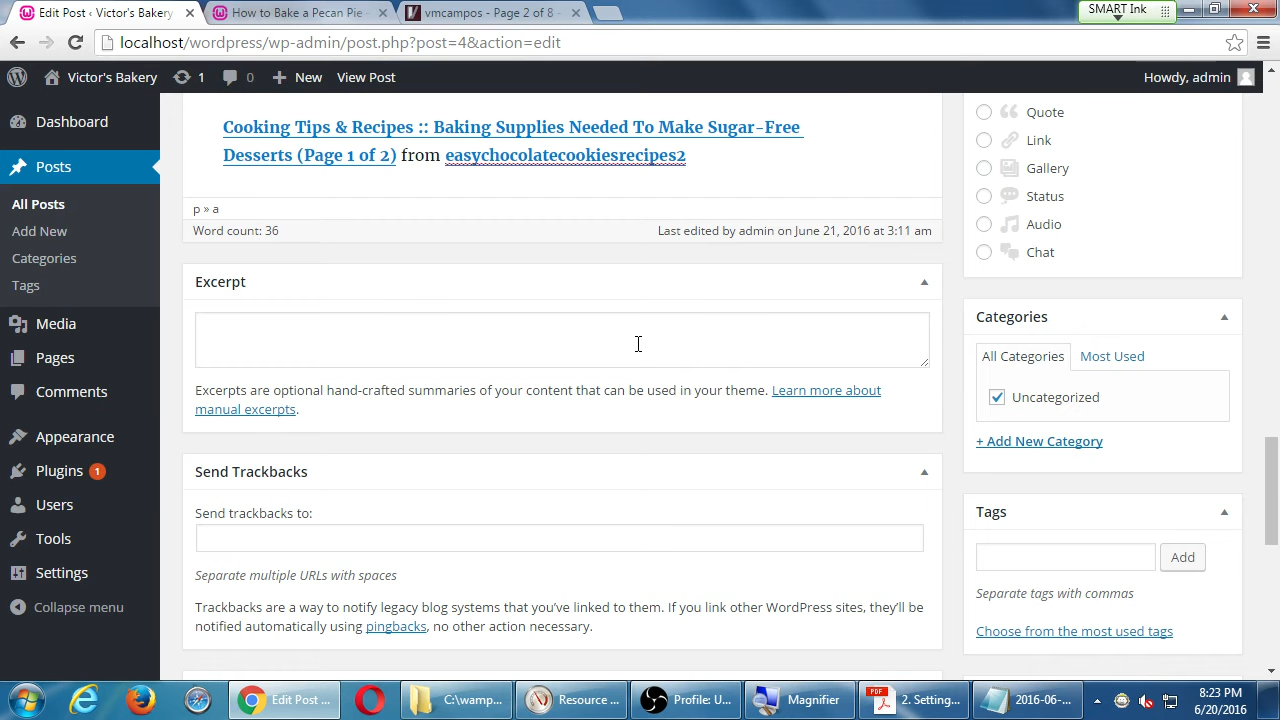 Edit Post ‹ Victor's Bakery
How to Bake a Pecan Pie
vmcampos - Page 2 of 8
SMART Ink
localhost/wordpress/wp-admin/post.php?post=4&action=edit
Victor's Bakery
1
0
New
View Post
Howdy, admin
Dashboard
Posts
All Posts
Add New
Categories
Tags
Media
Pages
Comments
Appearance
Plugins 1
Users
Tools
Settings
Collapse menu
Cooking Tips & Recipes :: Baking Supplies Needed To Make Sugar-Free
Desserts (Page 1 of 2) from easychocolatecookiesrecipes2
p » a
Word count: 36
Last edited by admin on June 21, 2016 at 3:11 am
Excerpt
Excerpts are optional hand-crafted summaries of your content that can be used in your theme. Learn more about
manual excerpts.
Send Trackbacks
Send trackbacks to:
Separate multiple URLs with spaces
Trackbacks are a way to notify legacy blog systems that you've linked to them. If you link other WordPress sites, they'll be
notified automatically using pingbacks, no other action necessary.
Quote
Link
Gallery
Status
Audio
Chat
Categories
All Categories
Most Used
Uncategorized
+ Add New Category
Tags
Add
Separate tags with commas
Choose from the most used tags
Edit Post ...
C:\wamp...
Resource ...
Profile: U...
Magnifier
PDF
2. Setting...
2016-06-...
8:23 PM
6/20/2016